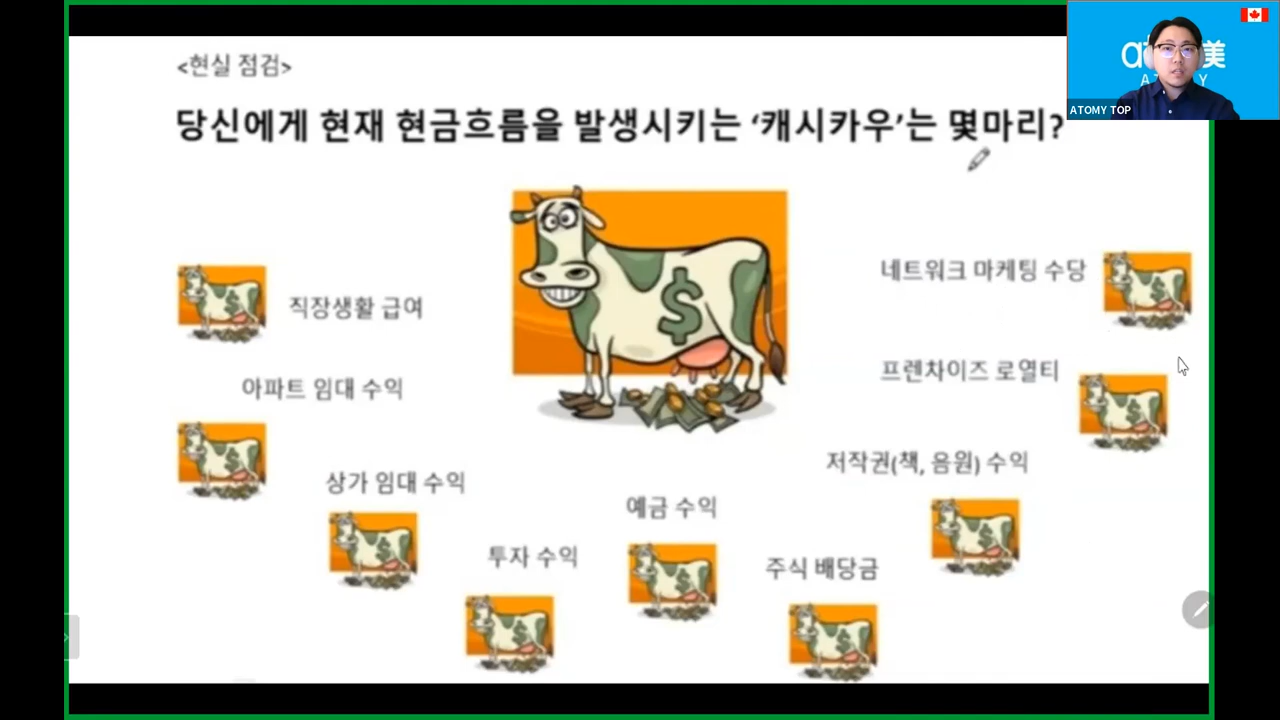 <현실 점검>
당신에게 현재 현금흐름을 발생시키는 ‘캐시카우’는 몇마리?
직장생활 급여
아파트 임대 수익
상가 임대 수익
투자 수익
예금 수익
주식 배당금
저작권(책, 음원) 수익
프렌차이즈 로열티
네트워크 마케팅 수당
$
ATOMY TOP
美